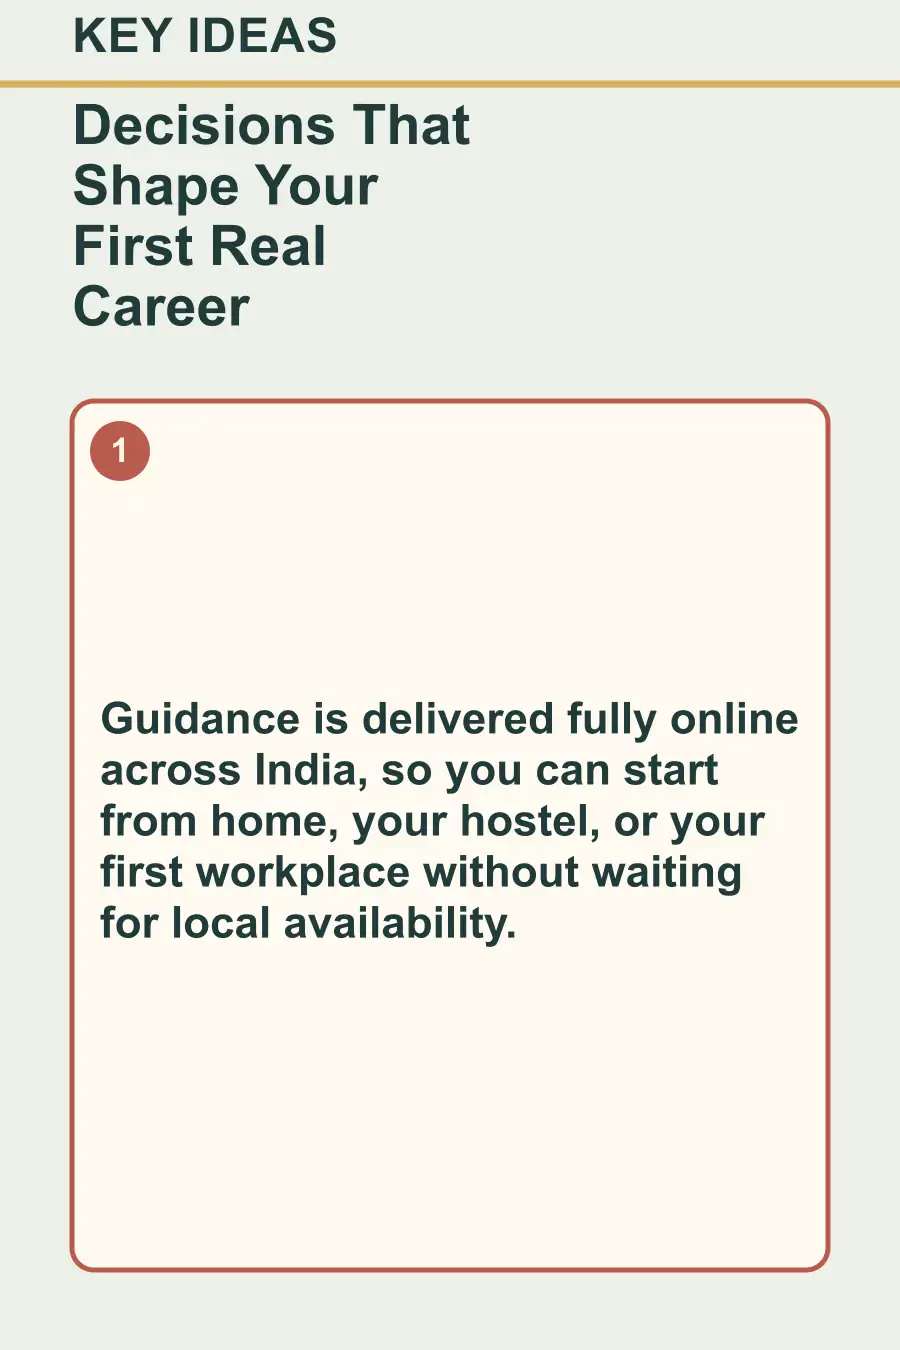 KEY IDEAS
Decisions That
Shape Your
First Real
Career
1
Guidance is delivered fully online
across India, so you can start
from home, your hostel, or your
first workplace without waiting
for local availability.